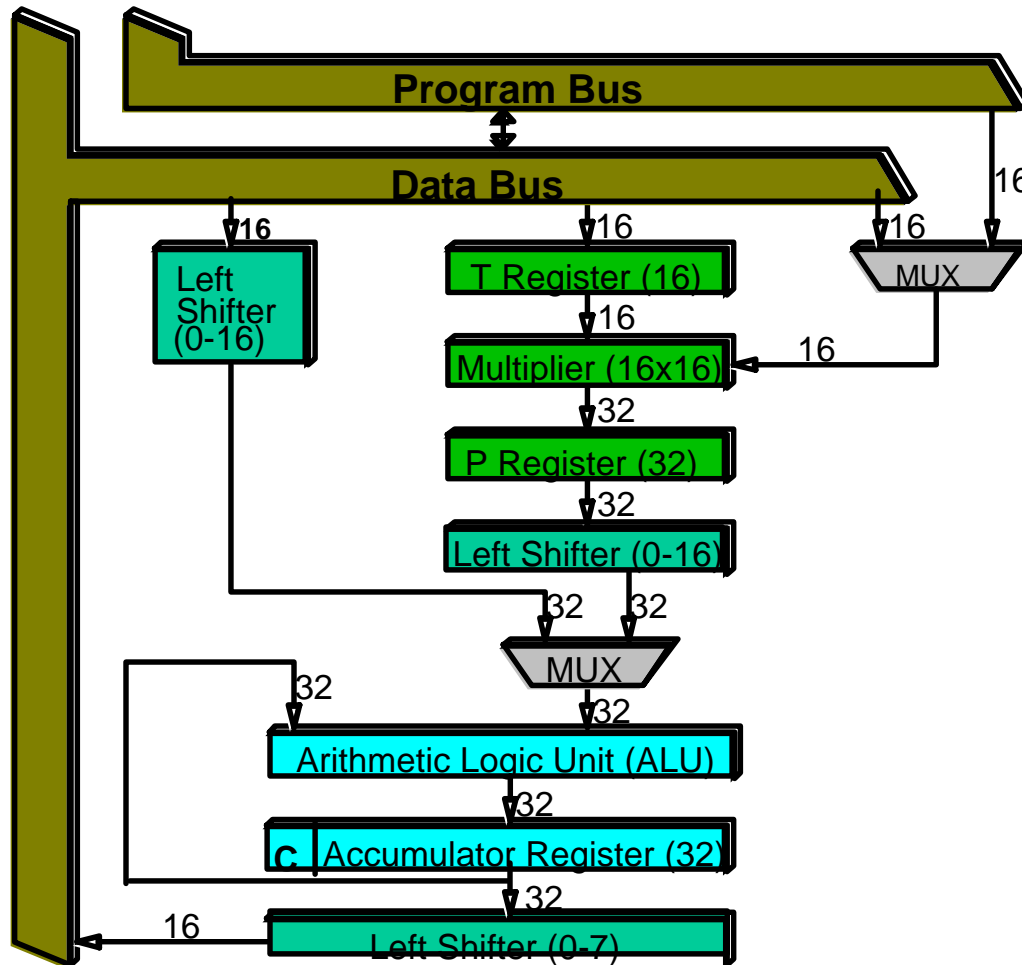 Program Bus
Data Bus
16
16
16
16
Left
Shifter
(0-16)
T Register (16)
MUX
16
16
Multiplier (16x16)
32
P Register (32)
32
Left Shifter (0-16)
32
32
MUX
32
32
Arithmetic Logic Unit (ALU)
32
C
Accumulator Register (32)
32
16
Left Shifter (0-7)